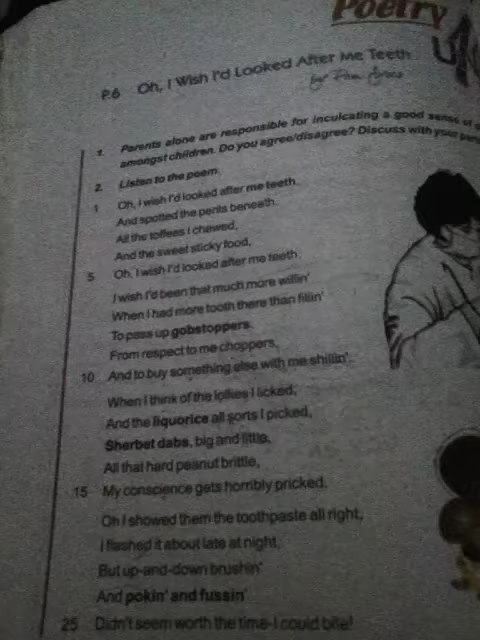 Poetry
P.6 Oh, I Wish I'd Looked After Me Teeth
by Pam Ayres
1. Parents alone are responsible for inculcating a good sense of
amongst children. Do you agree/disagree? Discuss with your
2. Listen to the poem.
1 Oh, I wish I'd looked after me teeth.
And spotted the perils beneath.
All the toffees I chewed,
And the sweet sticky food,
5 Oh, I wish I'd looked after me teeth.
I wish I'd been that much more willin'
When I had more tooth there than fillin'
To pass up gobstoppers.
From respect to me choppers,
10 And to buy something else with me shillin'.
When I think of the lollies I licked,
And the liquorice all sorts I picked,
Sherbet dabs, big and little,
All that hard peanut brittle,
15 My conscience gets horribly pricked.
Oh I showed them the toothpaste all right,
I flashed it about late at night,
But up-and-down brushin'
And pokin' and fussin'
25 Didn't seem worth the time-I could bite!